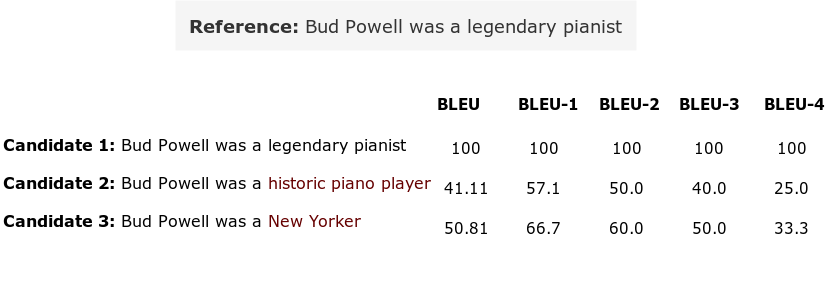 Reference: Bud Powell was a legendary pianist
BLEU BLEU-1 BLEU-2 BLEU-3 BLEU-4
Candidate 1: Bud Powell was a legendary pianist 100 100 100 100 100
Candidate 2: Bud Powell was a historic piano player 41.11 57.1 50.0 40.0 25.0
Candidate 3: Bud Powell was a New Yorker 50.81 66.7 60.0 50.0 33.3